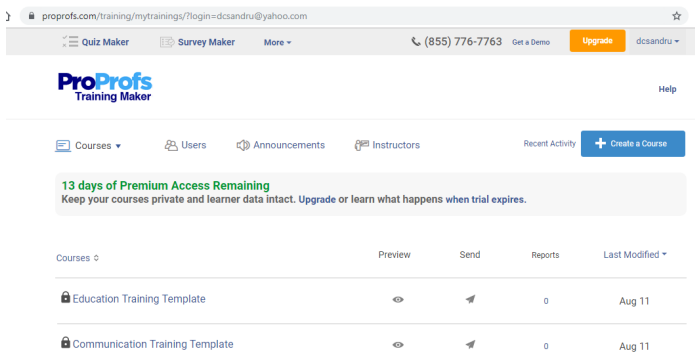 proprofs.com/training/mytrainings/?login=dcsandru@yahoo.com
Quiz Maker Survey Maker More (855) 776-7763 Get a Demo Upgrade dcsandru
ProProfs
Training Maker
Help
Courses Users Announcements Instructors Recent Activity Create a Course
13 days of Premium Access Remaining
Keep your courses private and learner data intact. Upgrade or learn what happens when trial expires.
Courses Preview Send Reports Last Modified
Education Training Template 0 Aug 11
Communication Training Template 0 Aug 11